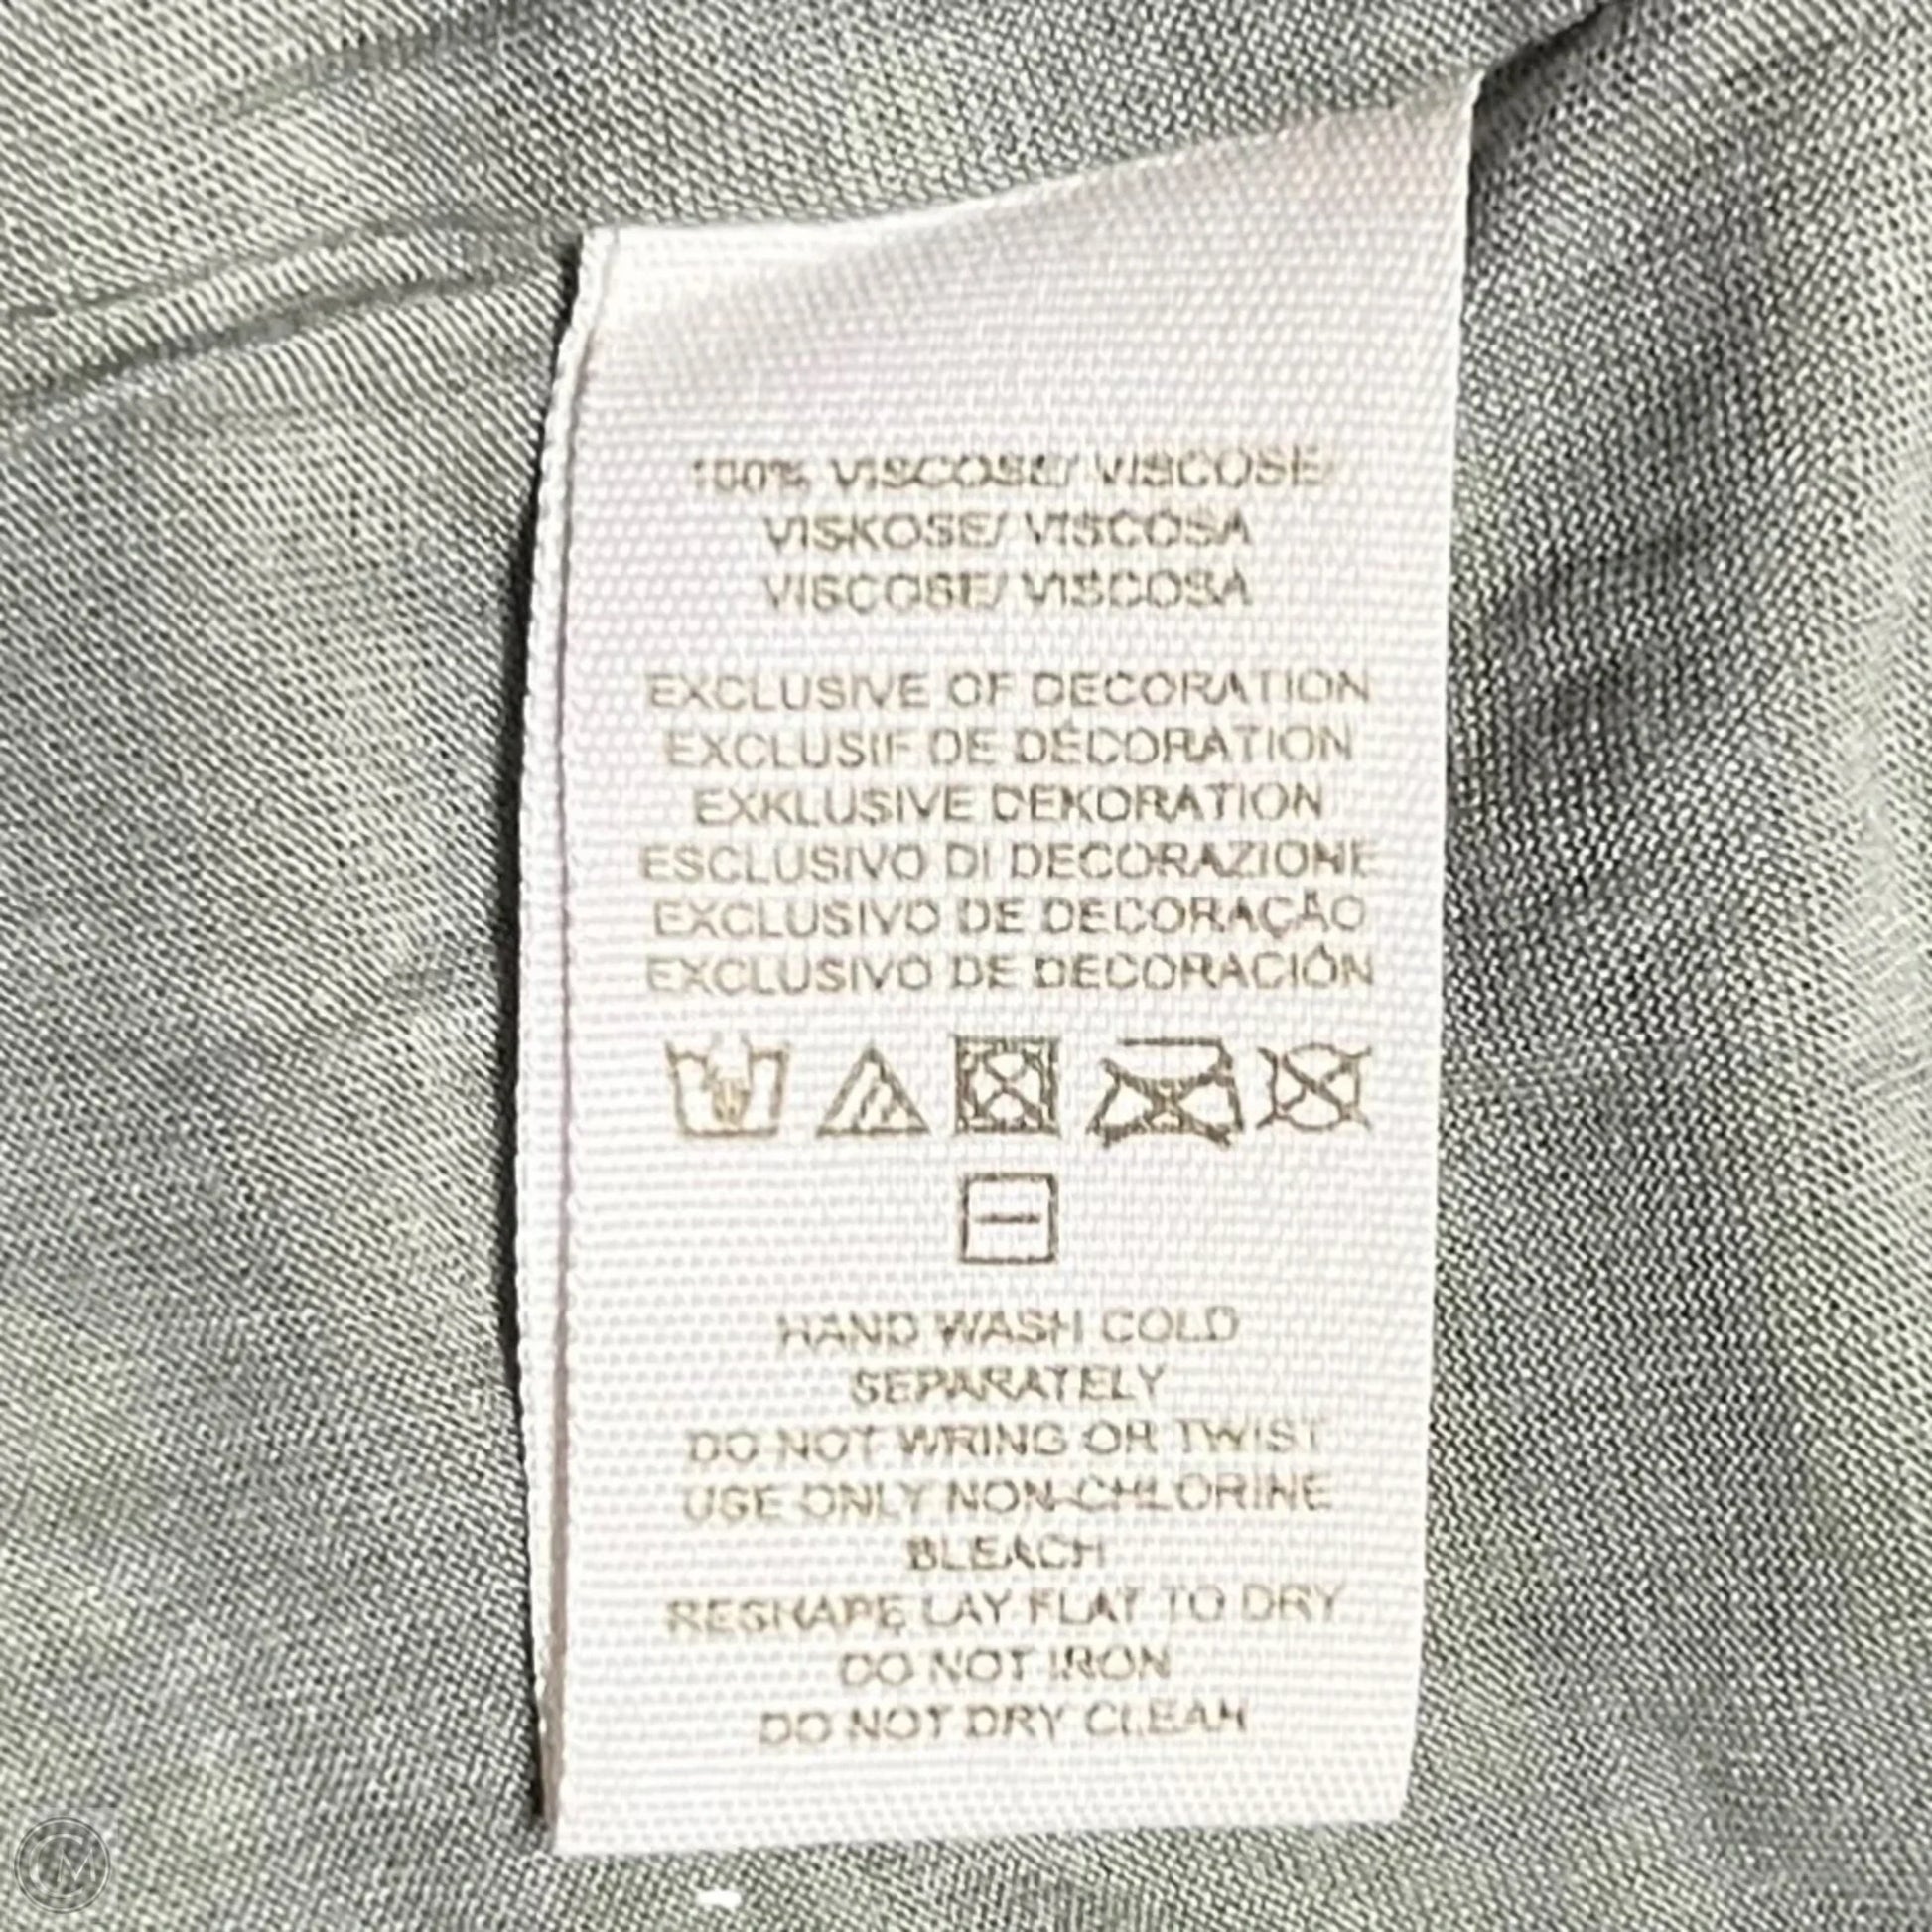 100% VISCOSE/ VISCOSE/
VISKOSE/ VISCOSA
VISCOSE/ VISCOSA
EXCLUSIVE OF DECORATION
EXCLUSIF DE DÉCORATION
EXKLUSIVE DEKORATION
ESCLUSIVO DI DECORAZIONE
EXCLUSIVO DE DECORAÇÃO
EXCLUSIVO DE DECORACIÓN
HAND WASH COLD
SEPARATELY
DO NOT WRING OR TWIST
USE ONLY NON-CHLORINE
BLEACH
RESHAPE LAY FLAT TO DRY
DO NOT IRON
DO NOT DRY CLEAN